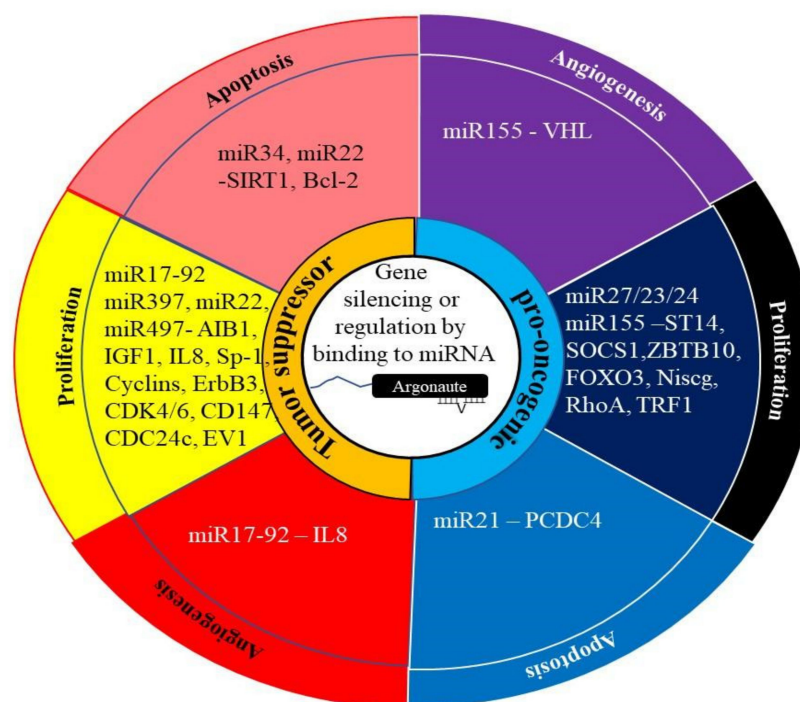 Apoptosis
miR34, miR22
-SIRT1, Bcl-2
Angiogenesis
miR155 - VHL
Proliferation
miR17-92
miR397, miR22,
miR497- AIB1,
IGF1, IL8, Sp-1
Cyclins, ErbB3,
CDK4/6, CD147
CDC24c, EV1
Tumor suppressor
Gene
silencing or
regulation by
binding to miRNA
Argonaute
pro-oncogenic
miR27/23/24
miR155 –ST14,
SOCS1,ZBTB10,
FOXO3, Niscg,
RhoA, TRF1
Proliferation
miR17-92 – IL8
Angiogenesis
miR21 – PCDC4
Apoptosis